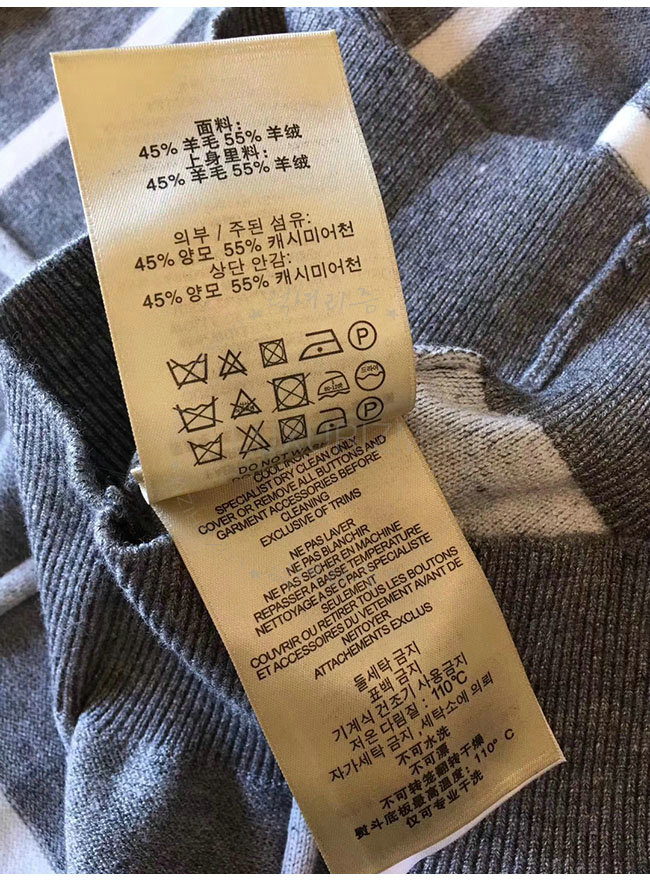 面料:
45% 羊毛 55% 羊绒
上身里料:
45% 羊毛 55% 羊绒
의부 / 주된 섬유:
45% 양모 55% 캐시미어천
상단 안감:
45% 양모 55% 캐시미어천
P
드라이
P
DO NOT WASH
COOL IRON
SPECIALIST DRY CLEAN ONLY
COVER OR REMOVE ALL BUTTONS AND
GARMENT ACCESSORIES BEFORE
CLEANING
EXCLUSIVE OF TRIMS
NE PAS LAVER
NE PAS BLANCHIR
NE PAS SECHER EN MACHINE
REPASSER A BASSE TEMPERATURE
NETTOYAGE A SEC PAR SPECIALISTE
SEULEMENT
COUVRIR OU RETIRER TOUS LES BOUTONS
ET ACCESSOIRES DU VETEMENT AVANT DE
NEITOYER
ATTACHEMENTS EXCLUS
돌세탁 금지
표백 금지
기계식 건조기 사용금지
저온 다림질 : 110℃
자가세탁 금지, 세탁소에 의뢰
不可水洗
不可漂
不可转笼翻转干燥
熨斗底板最高温度: 110° C
仅可专业干洗